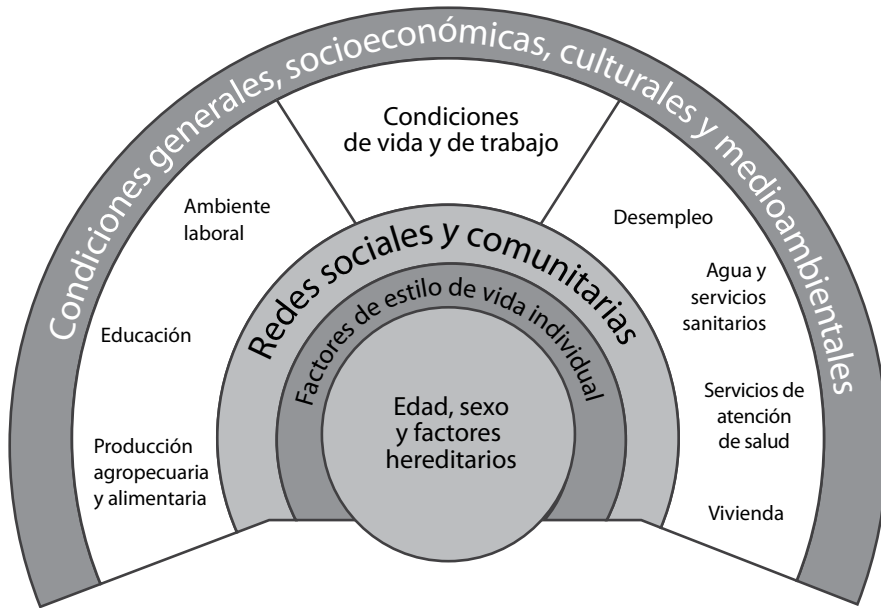 Condiciones generales, socioeconómicas, culturales y medioambientales
Condiciones
de vida y de trabajo
Ambiente
laboral
Educación
Producción
agropecuaria
y alimentaria
Desempleo
Agua y
servicios
sanitarios
Servicios de
atención
de salud
Vivienda
Redes sociales y comunitarias
Factores de estilo de vida individual
Edad, sexo
y factores
hereditarios